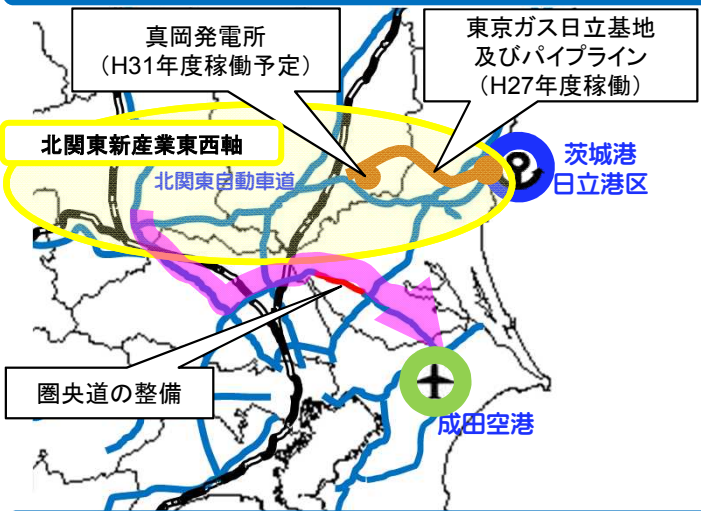 真岡発電所
(H31年度稼働予定)
東京ガス日立基地
及びパイプライン
(H27年度稼働)
北関東新産業東西軸
北関東自動車道
茨城港
日立港区
圏央道の整備
成田空港